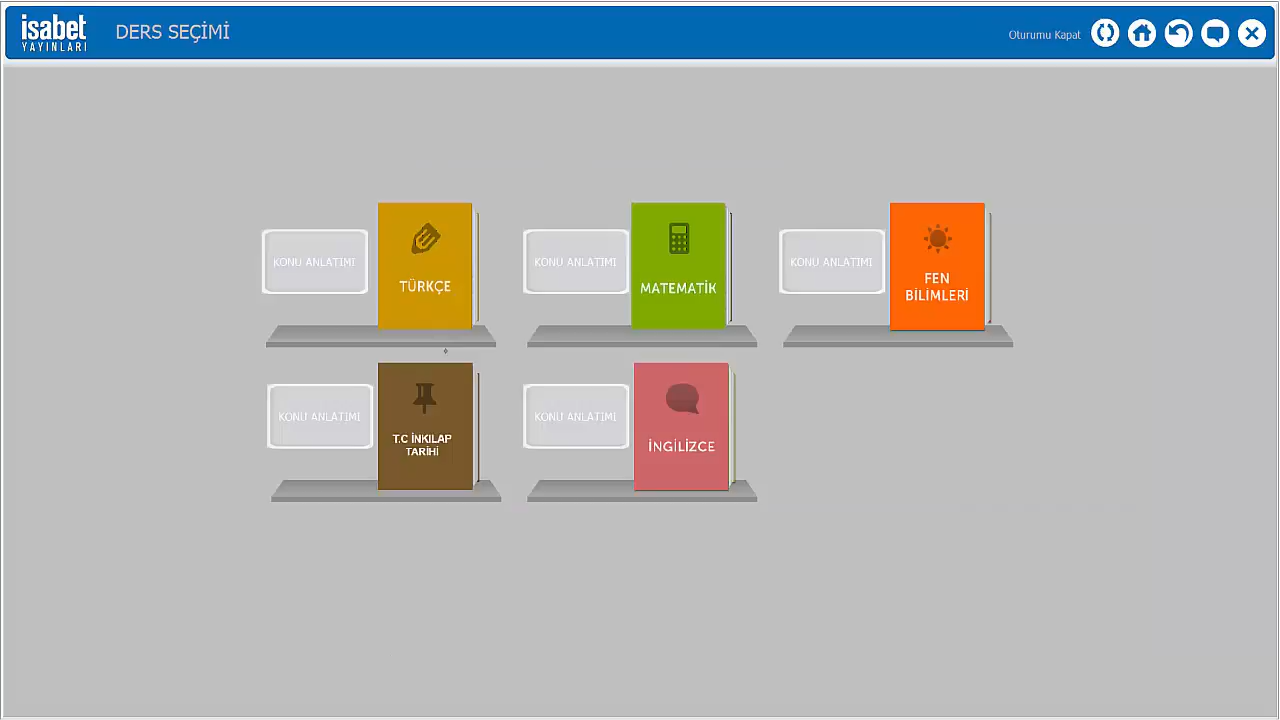 isabet
YAYINLARI
DERS SEÇİMİ
Oturumu Kapat
KONU ANLATIMI
TÜRKÇE
KONU ANLATIMI
MATEMATİK
KONU ANLATIMI
FEN
BİLİMLERİ
KONU ANLATIMI
T.C İNKILAP
TARİHİ
KONU ANLATIMI
İNGİLİZCE